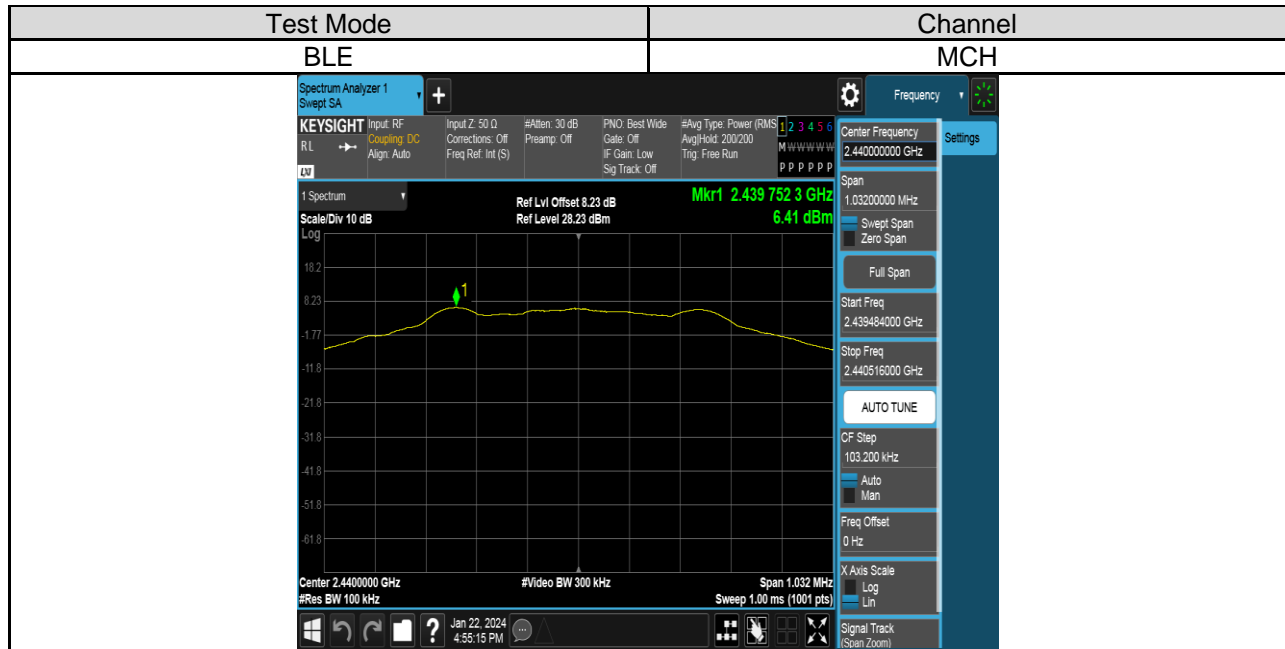 Test Mode Channel
BLE MCH
Spectrum Analyzer 1
Swept SA
+
Frequency
KEYSIGHT
RL
LXI
Input: RF
Coupling: DC
Align: Auto
Input Z: 50 Ω
Corrections: Off
Freq Ref: Int (S)
#Atten: 30 dB
Preamp: Off
PNO: Best Wide
Gate: Off
IF Gain: Low
Sig Track: Off
#Avg Type: Power (RMS
Avg|Hold: 200/200
Trig: Free Run
1 2 3 4 5 6
M W W W W W
P P P P P P
1 Spectrum
Scale/Div 10 dB
Log
Ref Lvl Offset 8.23 dB
Ref Level 28.23 dBm
Mkr1 2.439 752 3 GHz
6.41 dBm
1
18.2
8.23
-1.77
-11.8
-21.8
-31.8
-41.8
-51.8
-61.8
Center 2.4400000 GHz
#Res BW 100 kHz
#Video BW 300 kHz
Span 1.032 MHz
Sweep 1.00 ms (1001 pts)
?
Jan 22, 2024
4:55:15 PM
Center Frequency
2.440000000 GHz
Settings
Span
1.03200000 MHz
Swept Span
Zero Span
Full Span
Start Freq
2.439484000 GHz
Stop Freq
2.440516000 GHz
AUTO TUNE
CF Step
103.200 kHz
Auto
Man
Freq Offset
0 Hz
X Axis Scale
Log
Lin
Signal Track
(Span Zoom)